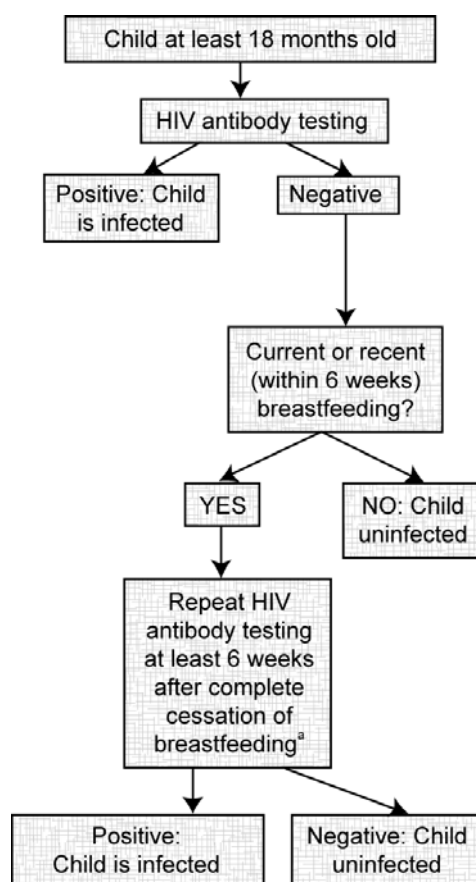 Child at least 18 months old
HIV antibody testing
Positive: Child
is infected
Negative
Current or recent
(within 6 weeks)
breastfeeding?
YES
NO: Child
uninfected
Repeat HIV
antibody testing
at least 6 weeks
after complete
cessation of
breastfeedingª
Positive:
Child is infected
Negative: Child
uninfected